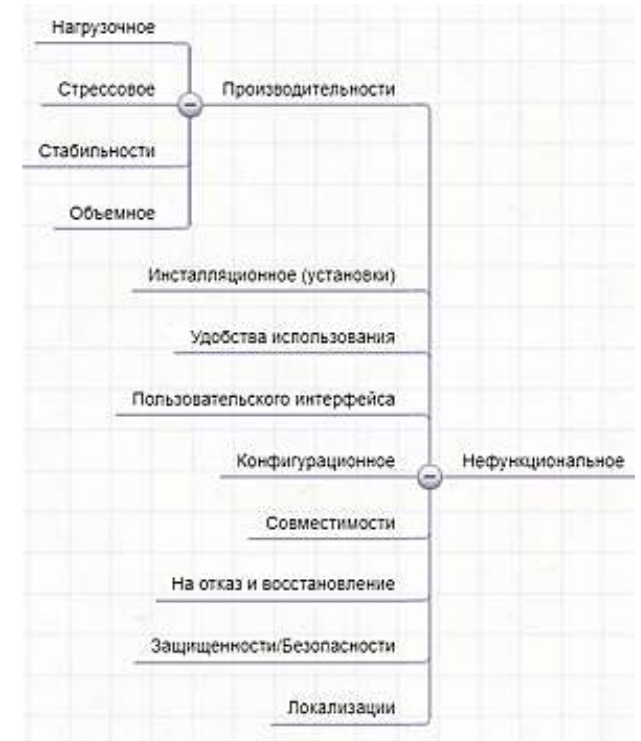 Нагрузочное
Стрессовое
Производительности
Стабильности
Объемное
Инсталляционное (установки)
Удобства использования
Пользовательского интерфейса
Конфигурационное
Нефункциональное
Совместимости
На отказ и восстановление
Защищенности/Безопасности
Локализации